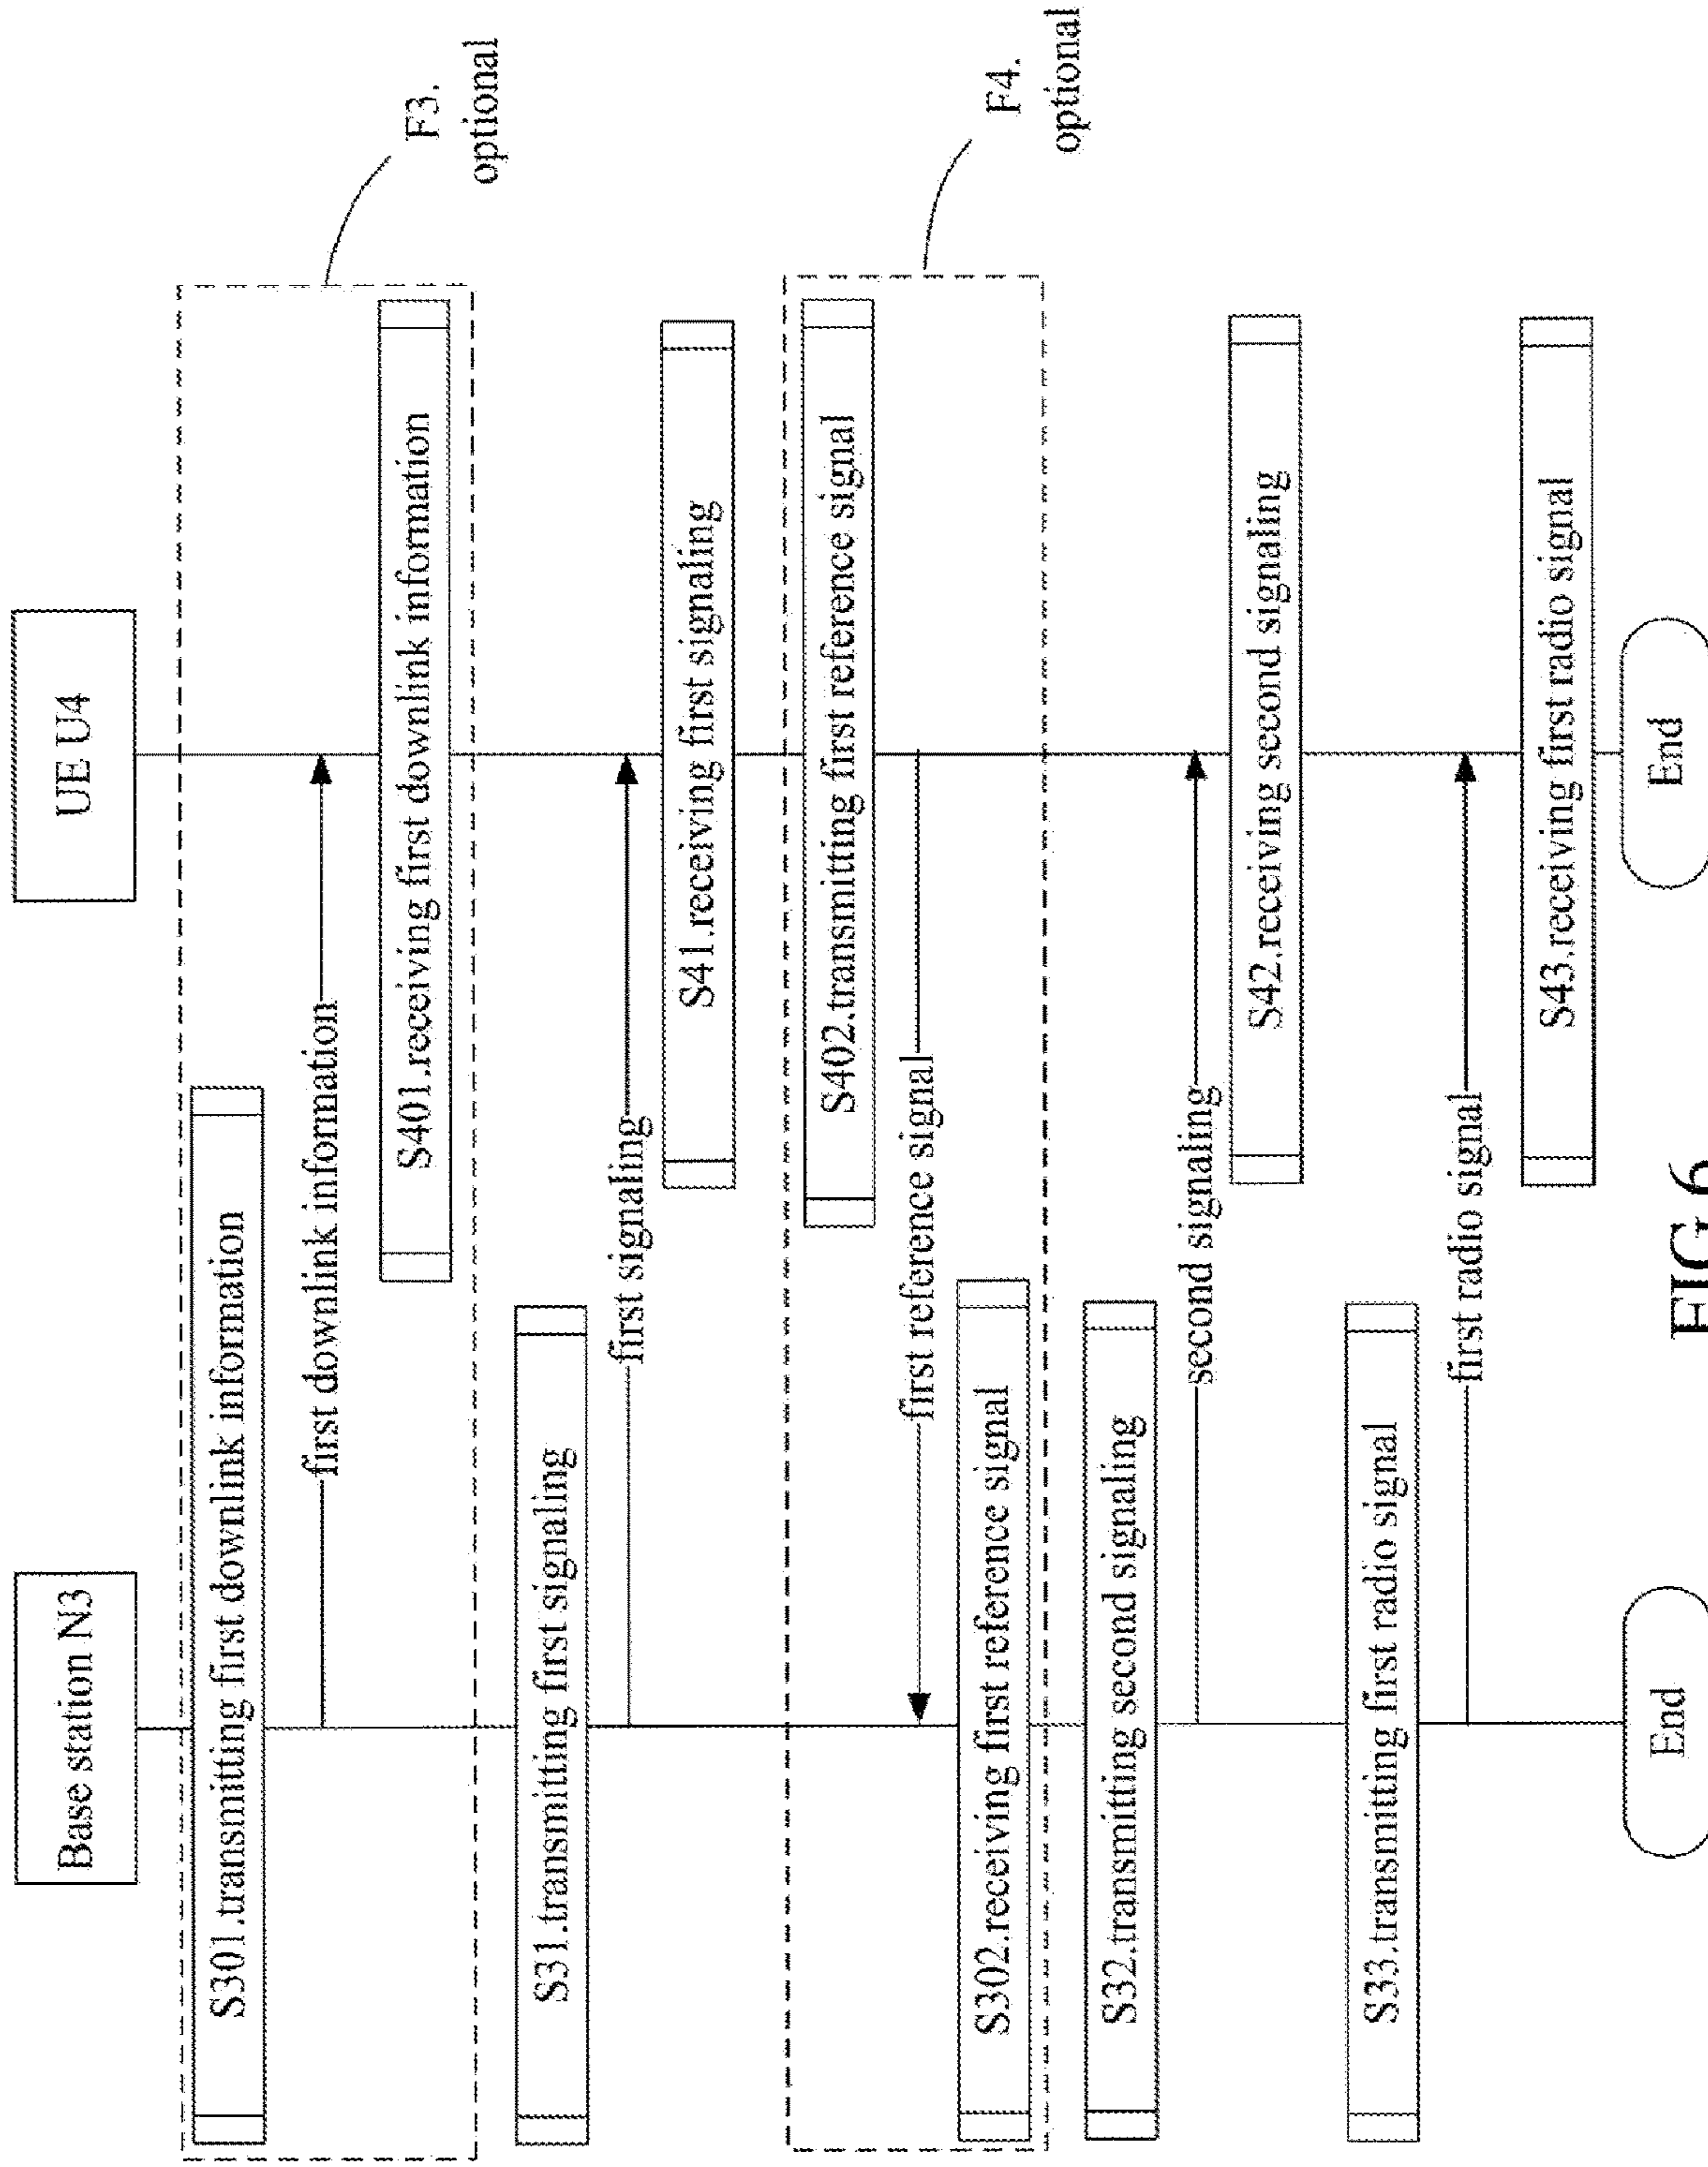 Base station N3
UE U4
S301.transmitting first downlink information
first downlink information
S401.receiving first downlink information
F3.
optional
S31.transmitting first signaling
first signaling
S41.receiving first signaling
S402.transmitting first reference signal
first reference signal
S302.receiving first reference signal
F4.
optional
S32.transmitting second signaling
second signaling
S42.receiving second signaling
S33.transmitting first radio signal
first radio signal
S43.receiving first radio signal
End
End
FIG 6